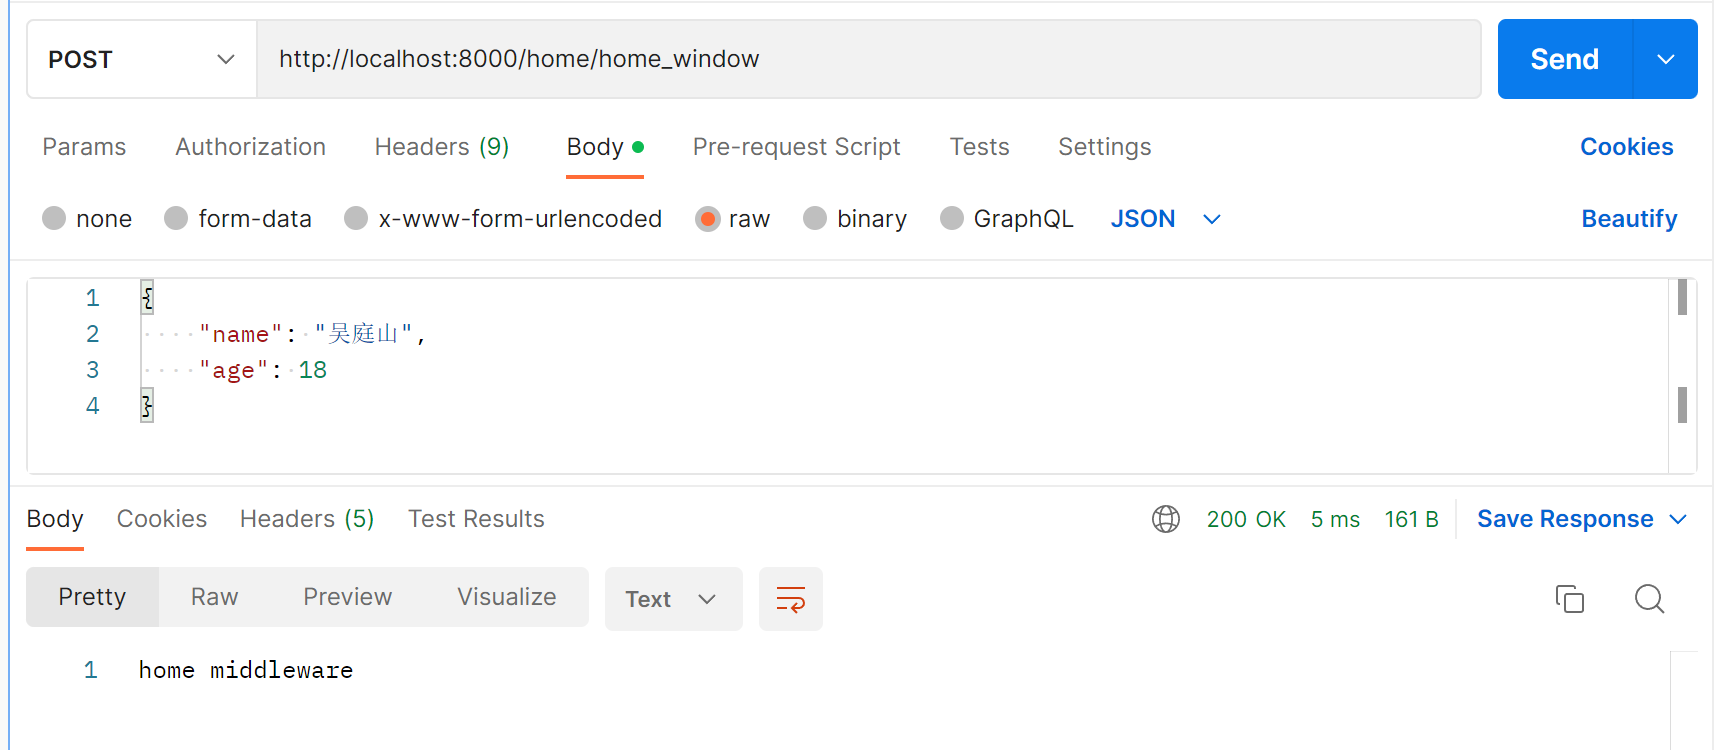 POST http://localhost:8000/home/home_window Send
Params Authorization Headers (9) Body Pre-request Script Tests Settings Cookies
none form-data x-www-form-urlencoded raw binary GraphQL JSON Beautify
1 {
2 "name": "吴庭山",
3 "age": 18
4 }
Body Cookies Headers (5) Test Results 200 OK 5 ms 161 B Save Response
Pretty Raw Preview Visualize Text
1 home middleware